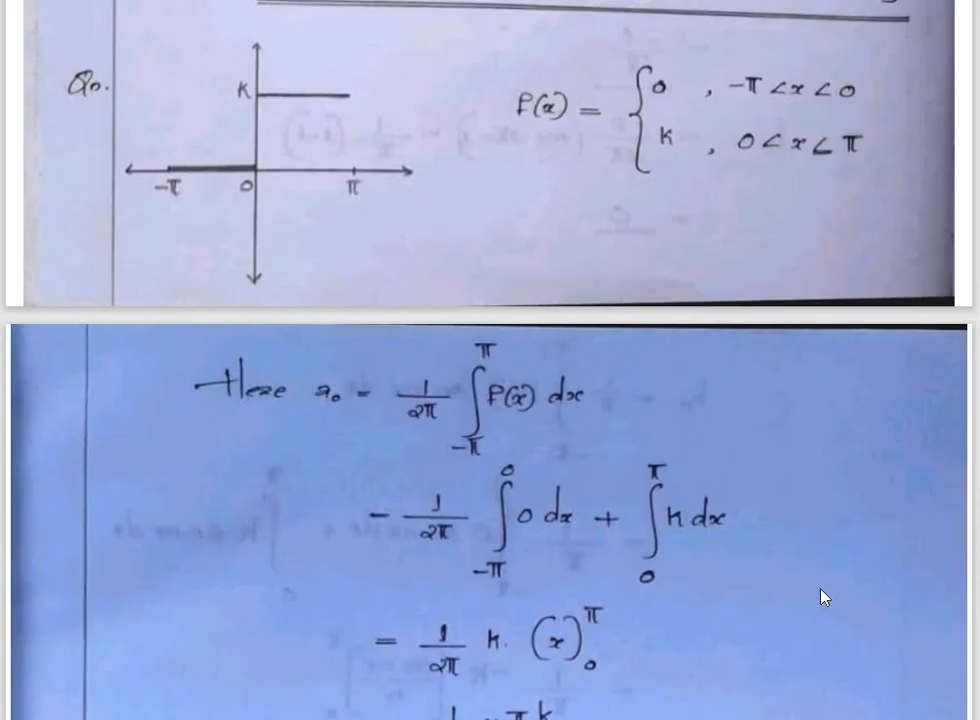 Qo.
K
-π 0 π
f(x) = { 0 , -π < x < 0
k , 0 < x < π
Here a₀ = 1/2π ∫_{-π}^{π} f(x) dx
= 1/2π ∫_{-π}^{0} 0 dx + ∫_{0}^{π} k dx
= 1/2π k. (x)_{0}^{π}